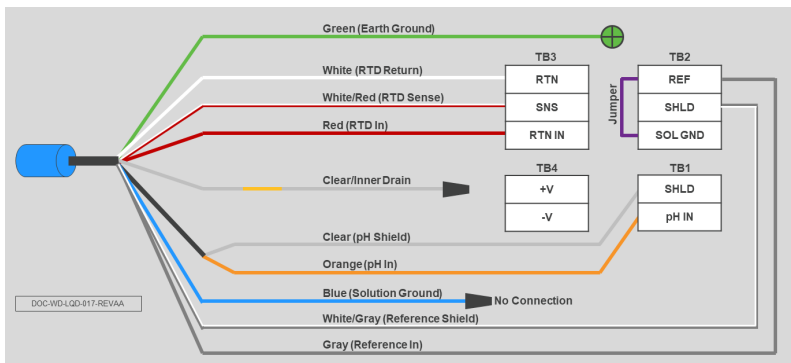 Green (Earth Ground)
White (RTD Return)
White/Red (RTD Sense)
Red (RTD In)
TB3
RTN
SNS
RTN IN
TB2
REF
SHLD
SOL GND
Jumper
Clear/Inner Drain
TB4
+V
-V
TB1
SHLD
pH IN
Clear (pH Shield)
Orange (pH In)
Blue (Solution Ground)
No Connection
White/Gray (Reference Shield)
Gray (Reference In)
DOC-WD-LQD-017-REVAA